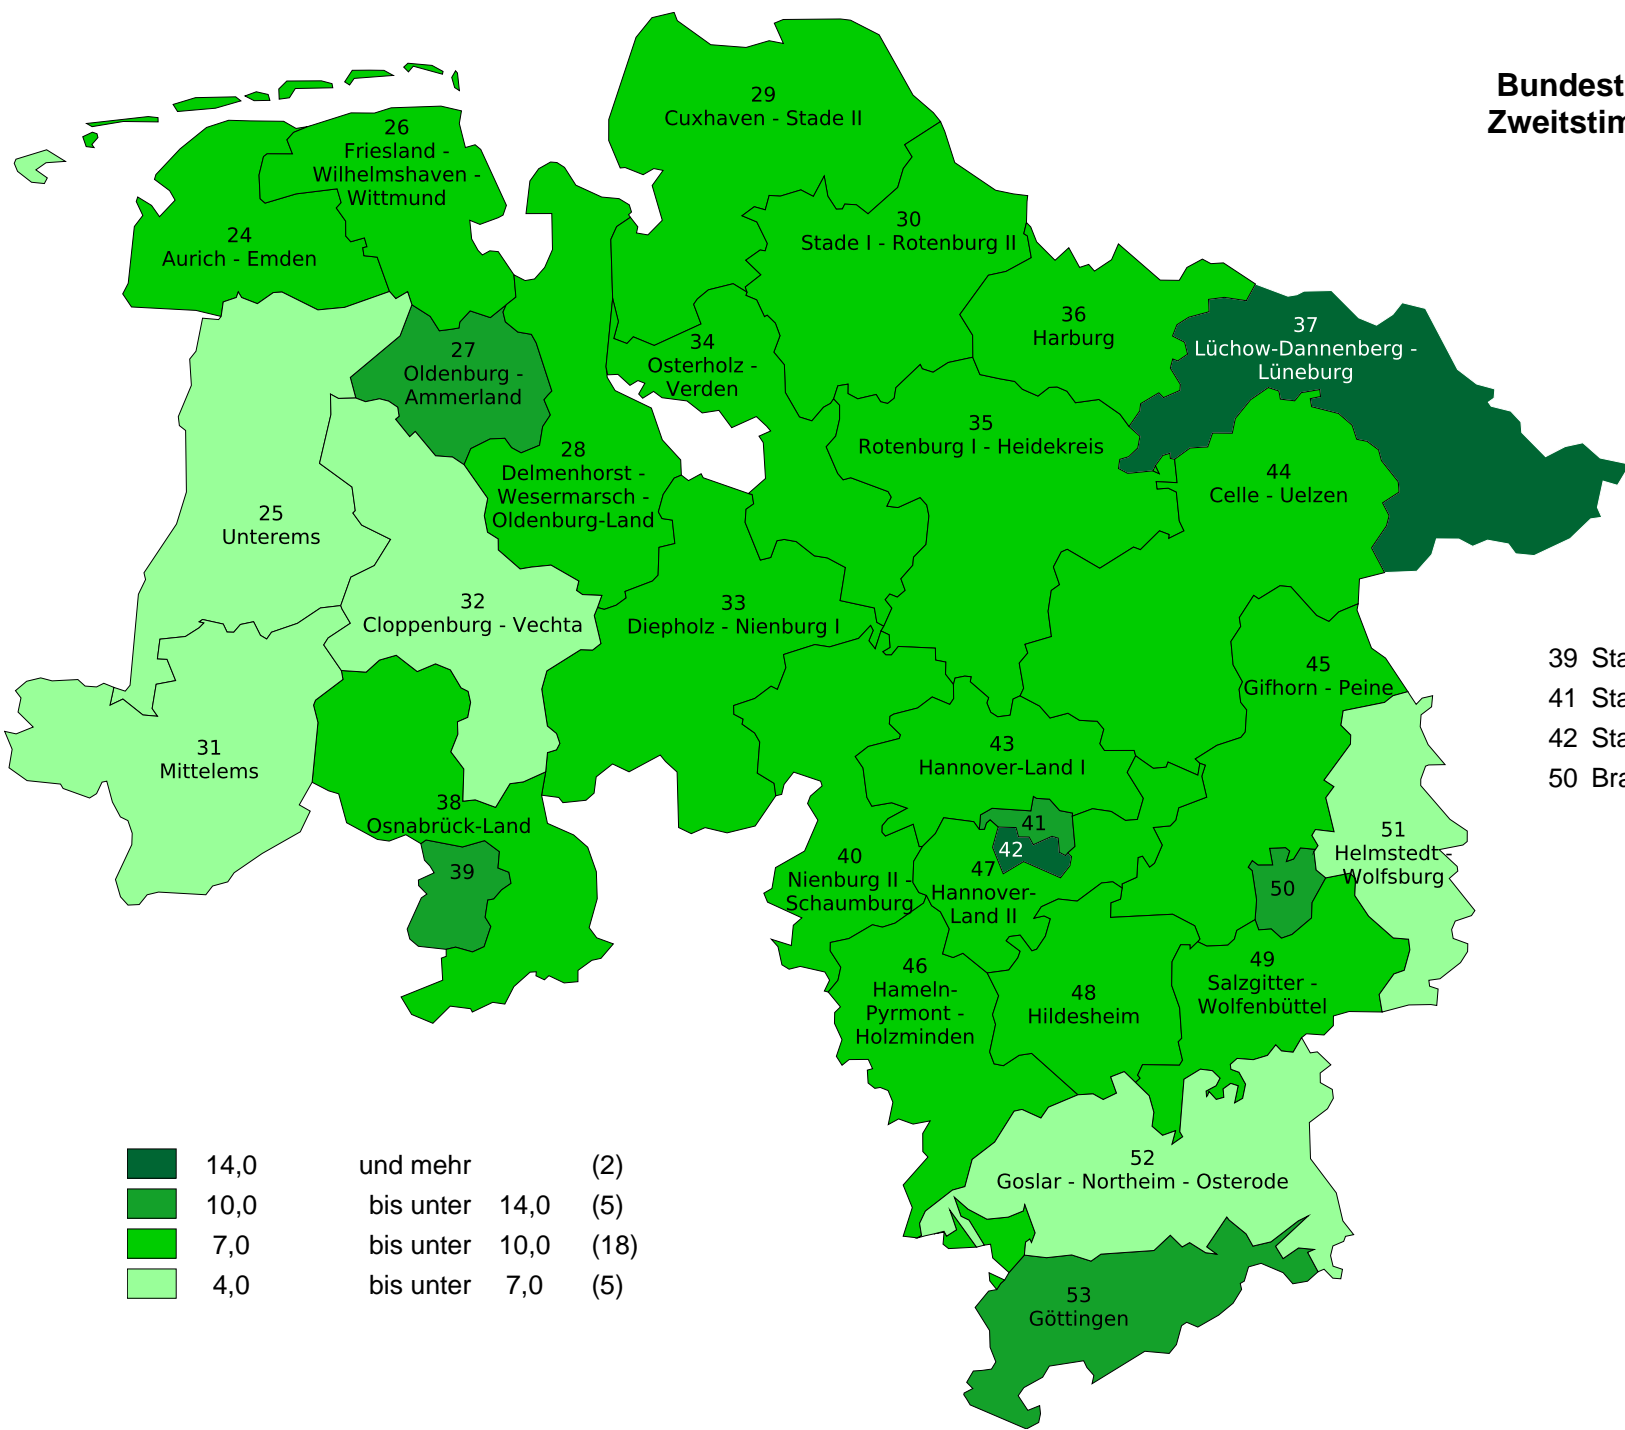 Bundest
Zweitstim
29
Cuxhaven - Stade II
26
Friesland -
Wilhelmshaven -
Wittmund
24
Aurich - Emden
30
Stade I - Rotenburg II
36
Harburg
37
Lüchow-Dannenberg -
Lüneburg
34
Osterholz -
Verden
27
Oldenburg -
Ammerland
35
Rotenburg I - Heidekreis
28
Delmenhorst -
Wesermarsch -
Oldenburg-Land
44
Celle - Uelzen
25
Unterems
32
Cloppenburg - Vechta
33
Diepholz - Nienburg I
45
Gifhorn - Peine
39 Sta
41 Sta
42 Sta
50 Bra
31
Mittelems
43
Hannover-Land I
38
Osnabrück-Land
41
42
51
Helmstedt -
Wolfsburg
40
Nienburg II -
Schaumburg
47
Hannover-
Land II
39
50
46
Hameln-
Pyrmont -
Holzminden
48
Hildesheim
49
Salzgitter -
Wolfenbüttel
52
Goslar - Northeim - Osterode
53
Göttingen
14,0 und mehr (2)
10,0 bis unter 14,0 (5)
7,0 bis unter 10,0 (18)
4,0 bis unter 7,0 (5)